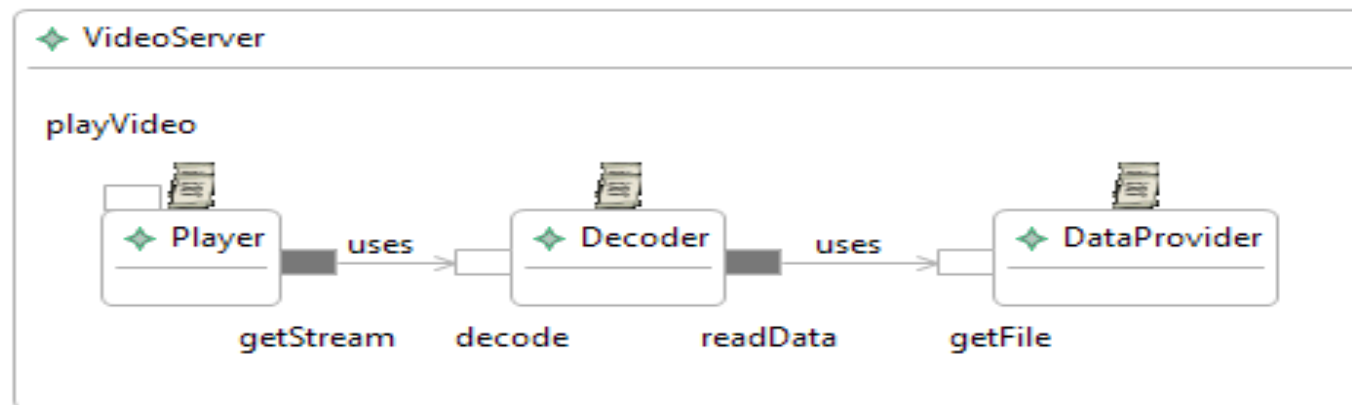 VideoServer
playVideo
Player
uses
Decoder
uses
DataProvider
getStream
decode
readData
getFile